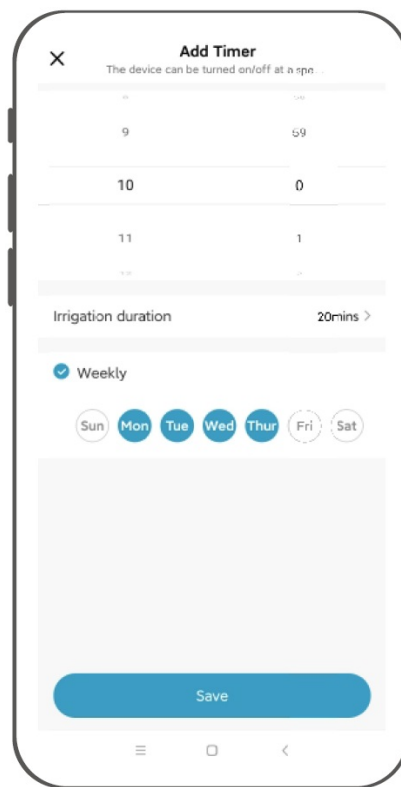 Add Timer
The device can be turned on/off at a spe...
9 59
10 0
11 1
Irrigation duration 20mins >
Weekly
Sun Mon Tue Wed Thur Fri Sat
Save